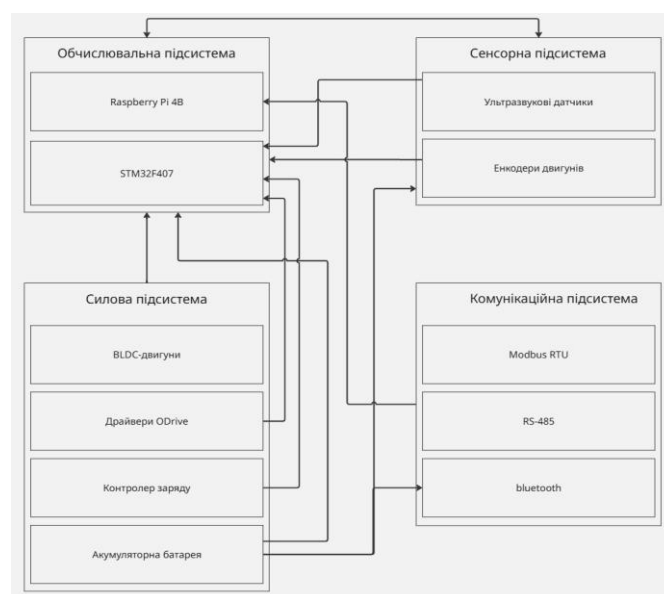 Обчислювальна підсистема
Raspberry Pi 4B
STM32F407
Сенсорна підсистема
Ультразвукові датчики
Енкодери двигунів
Силова підсистема
BLDC-двигуни
Драйвери ODrive
Контролер заряду
Акумуляторна батарея
Комунікаційна підсистема
Modbus RTU
RS-485
bluetooth